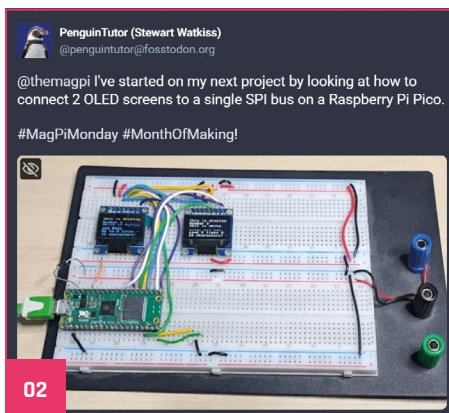 PenguinTutor (Stewart Watkiss)
@penguintutor@fosstodon.org
@themagpi I've started on my next project by looking at how to
connect 2 OLED screens to a single SPI bus on a Raspberry Pi Pico.
#MagPiMonday #MonthOfMaking!
02